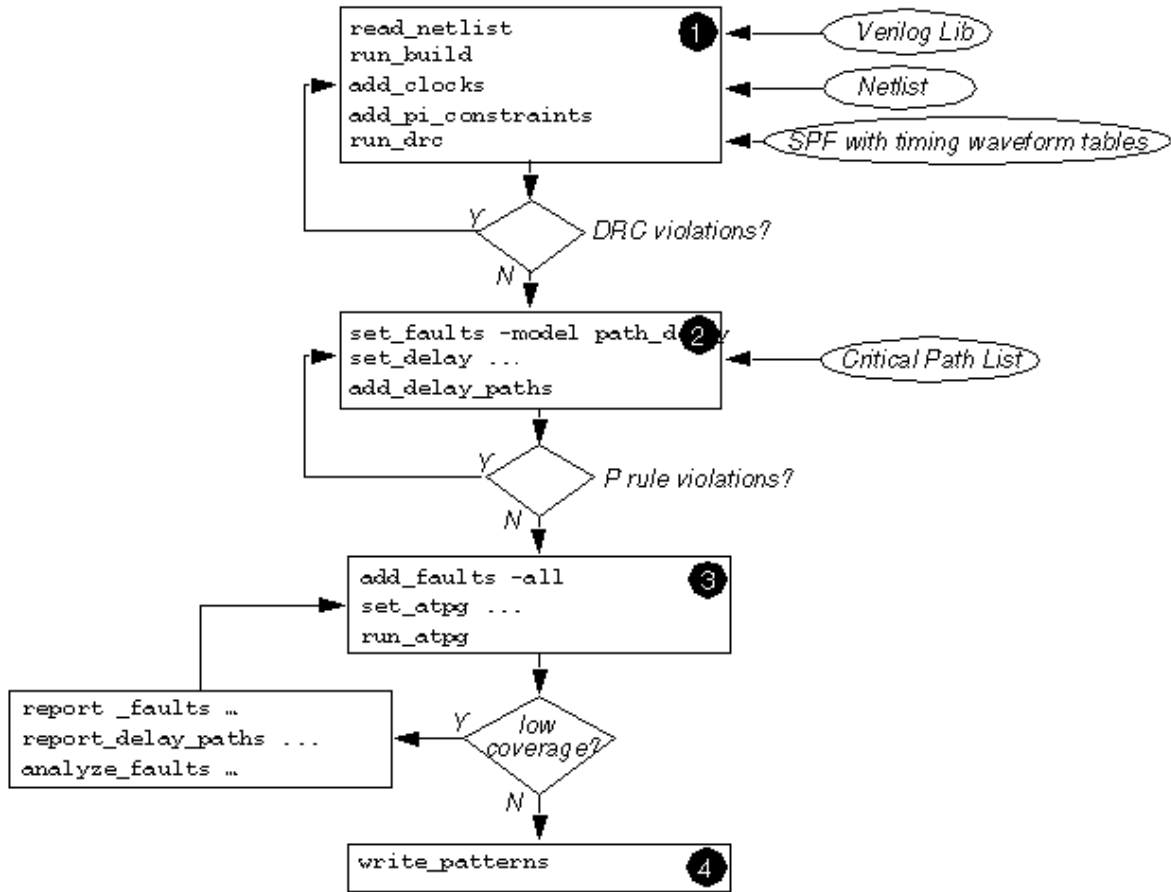 read_netlist
1
Verilog Lib
run_build
add_clocks
Netlist
add_pi_constraints
run_drc
SPF with timing waveform tables
Y
DRC violations?
N
set_faults -model path_delay
2
set_delay ...
Critical Path List
add_delay_paths
Y
P rule violations?
N
add_faults -all
3
set_atpg ...
run_atpg
report _faults …
report_delay_paths ...
analyze_faults …
Y
low
coverage?
N
write_patterns
4